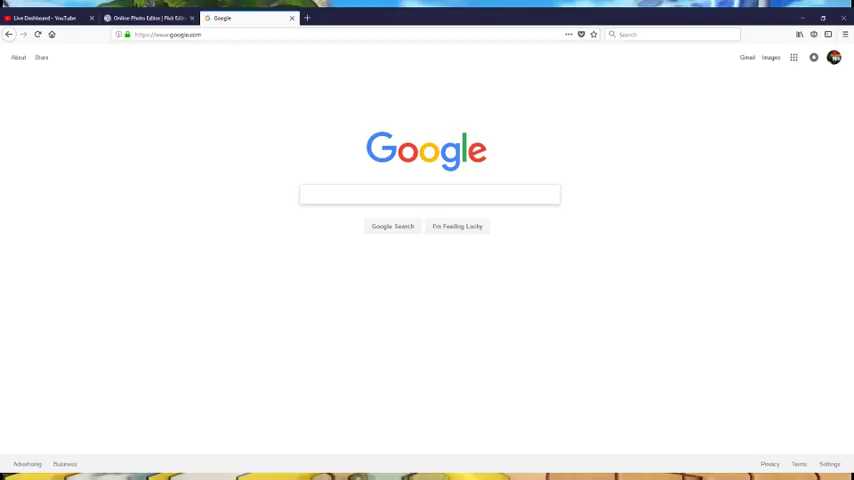 Live Dashboard - YouTube
Online Photo Editor | Pixlr Edito
Google
https://www.google.com
Search
About Store
Gmail Images
Google
Google Search I'm Feeling Lucky
Advertising Business
Privacy Terms Settings